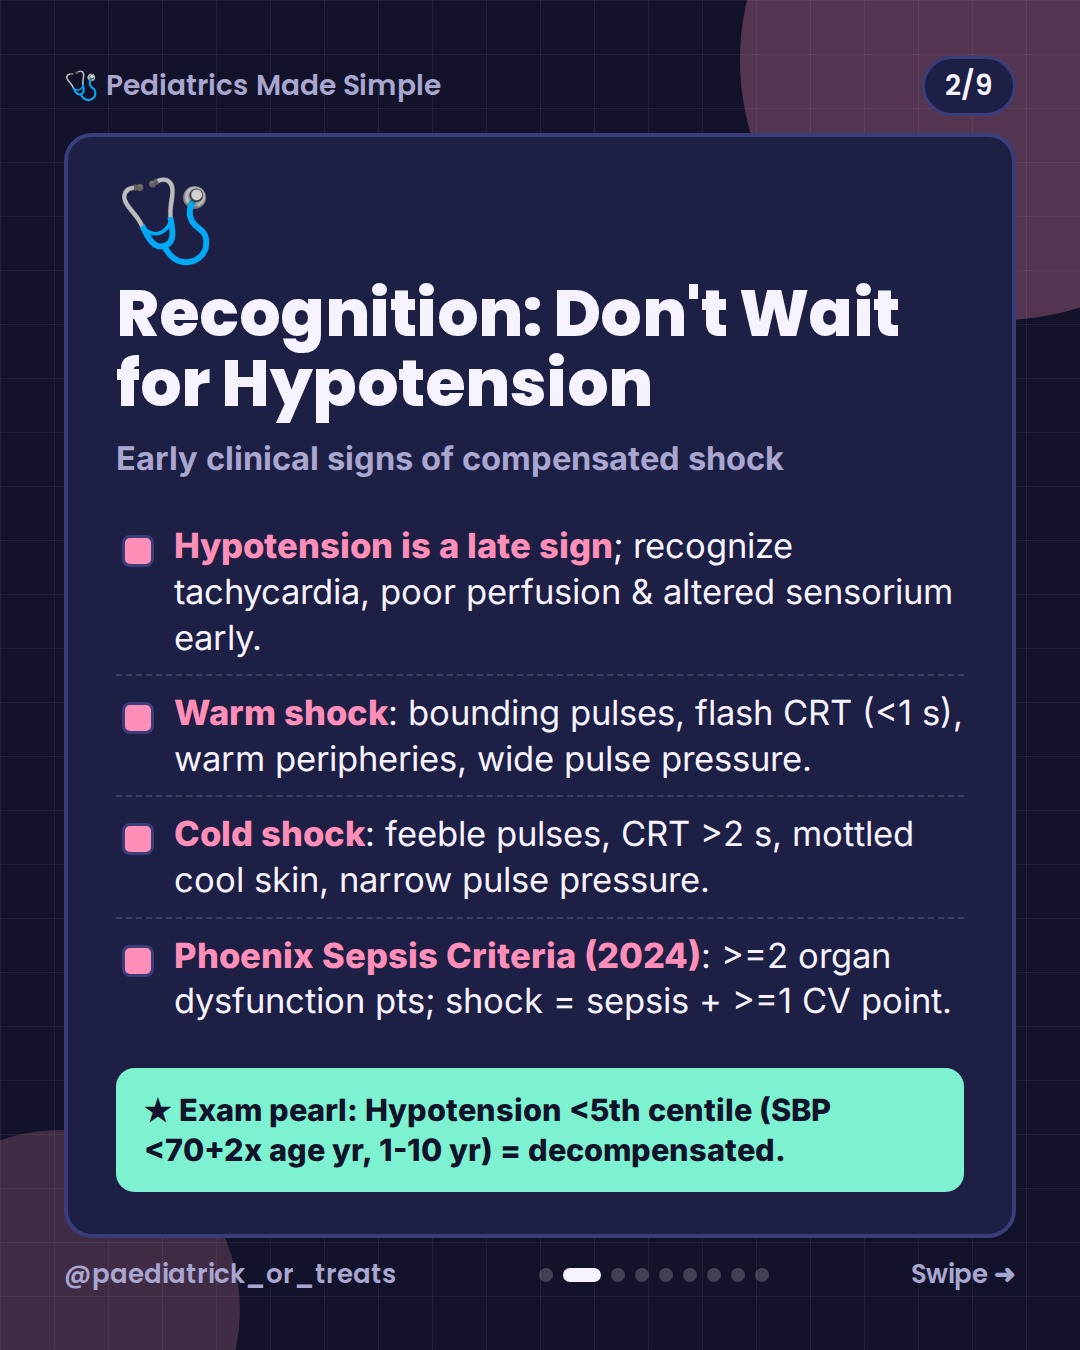 Pediatrics Made Simple
2/9
Recognition: Don't Wait
for Hypotension
Early clinical signs of compensated shock
Hypotension is a late sign; recognize
tachycardia, poor perfusion & altered sensorium
early.
Warm shock: bounding pulses, flash CRT (<1 s),
warm peripheries, wide pulse pressure.
Cold shock: feeble pulses, CRT >2 s, mottled
cool skin, narrow pulse pressure.
Phoenix Sepsis Criteria (2024): >=2 organ
dysfunction pts; shock = sepsis + >=1 CV point.
★ Exam pearl: Hypotension <5th centile (SBP
<70+2x age yr, 1-10 yr) = decompensated.
@paediatrick_or_treats
Swipe ➜